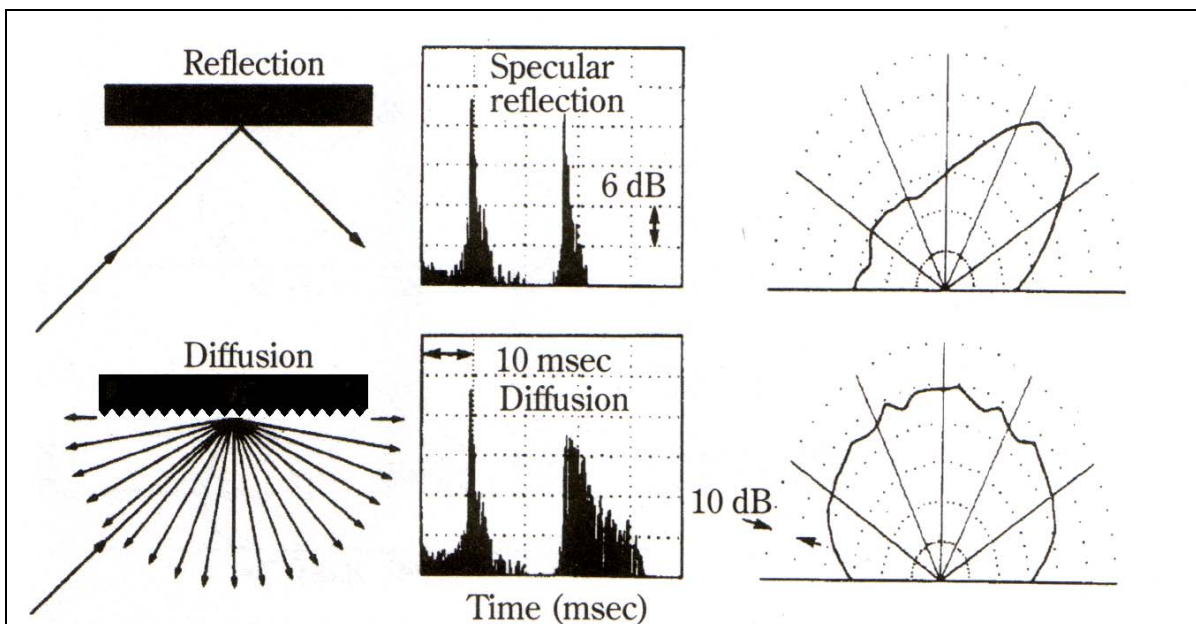 Reflection
Specular
reflection
6 dB
Diffusion
10 msec
Diffusion
10 dB
Time (msec)